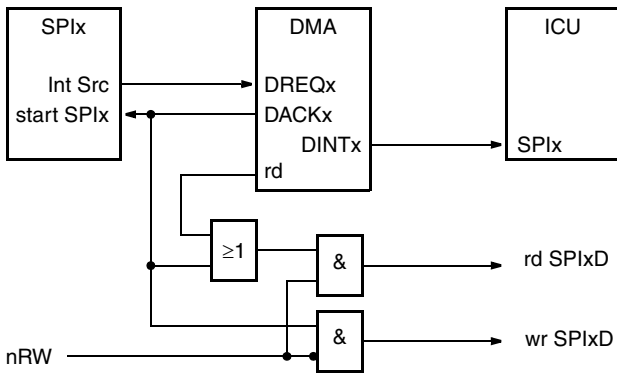 SPIx
DMA
ICU
Int Src
DREQx
start SPIx
DACKx
DINTx
SPIx
rd
≥1
&
rd SPIxD
&
wr SPIxD
nRW